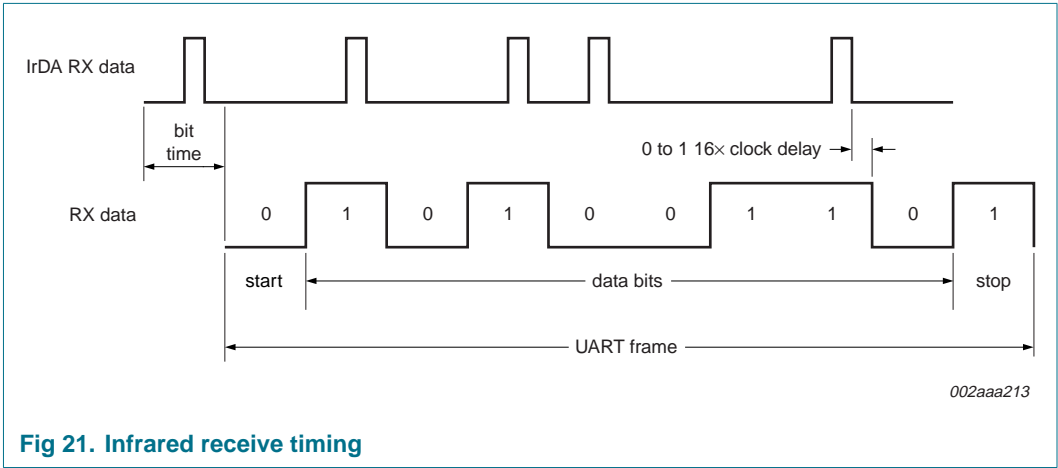 IrDA RX data
bit
time
0 to 1 16× clock delay
RX data
0 1 0 1 0 0 1 1 0 1
start
data bits
stop
UART frame
002aaa213
Fig 21. Infrared receive timing